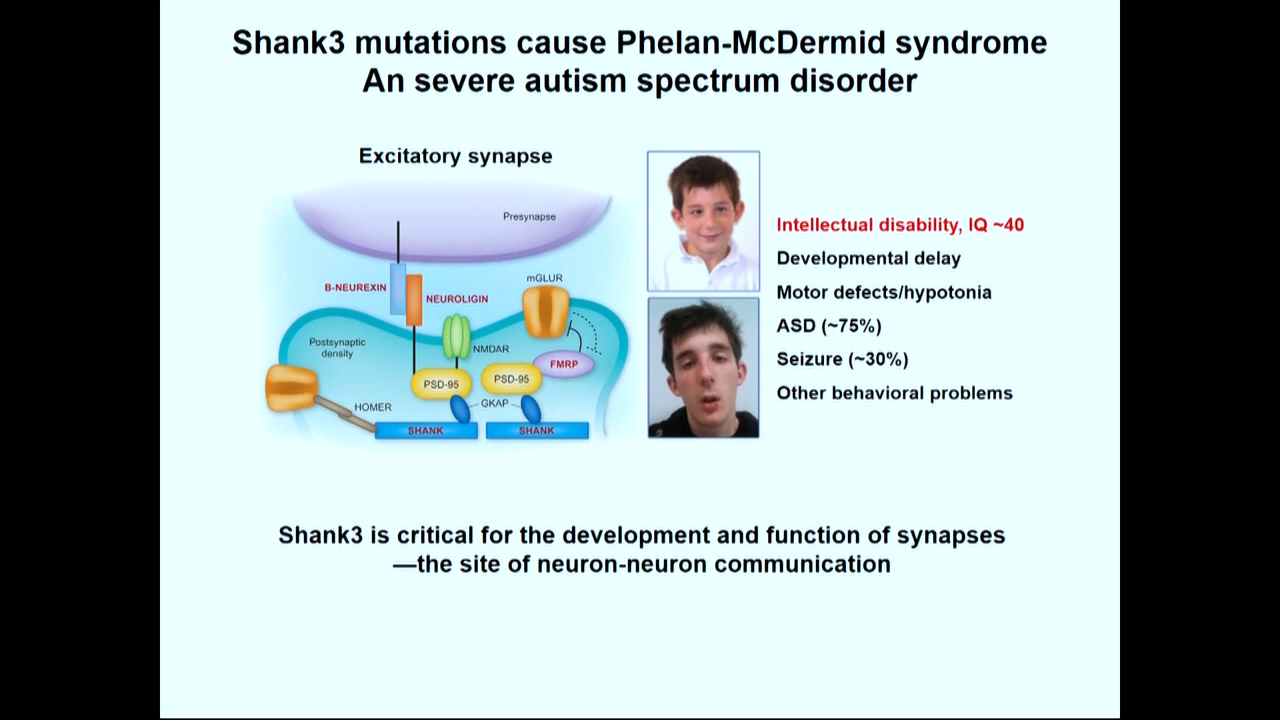 Shank3 mutations cause Phelan-McDermid syndrome
An severe autism spectrum disorder
Excitatory synapse
Presynapse
B-NEUREXIN
NEUROLIGIN
mGLUR
Postsynaptic
density
NMDAR
FMRP
PSD-95
PSD-95
HOMER
GKAP
SHANK
SHANK
Intellectual disability, IQ ~40
Developmental delay
Motor defects/hypotonia
ASD (~75%)
Seizure (~30%)
Other behavioral problems
Shank3 is critical for the development and function of synapses
—the site of neuron-neuron communication